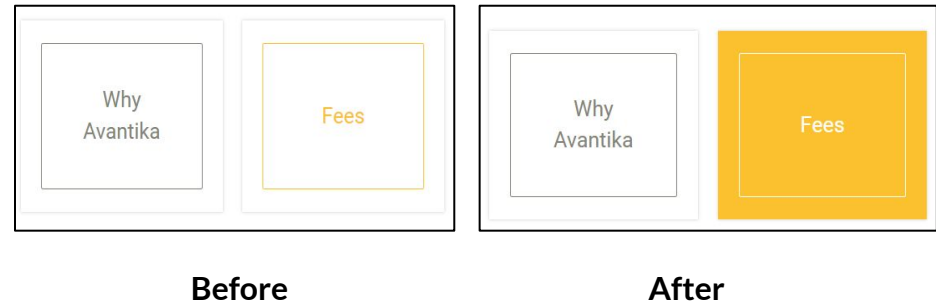 Why
Avantika
Fees
Why
Avantika
Fees
Before
After